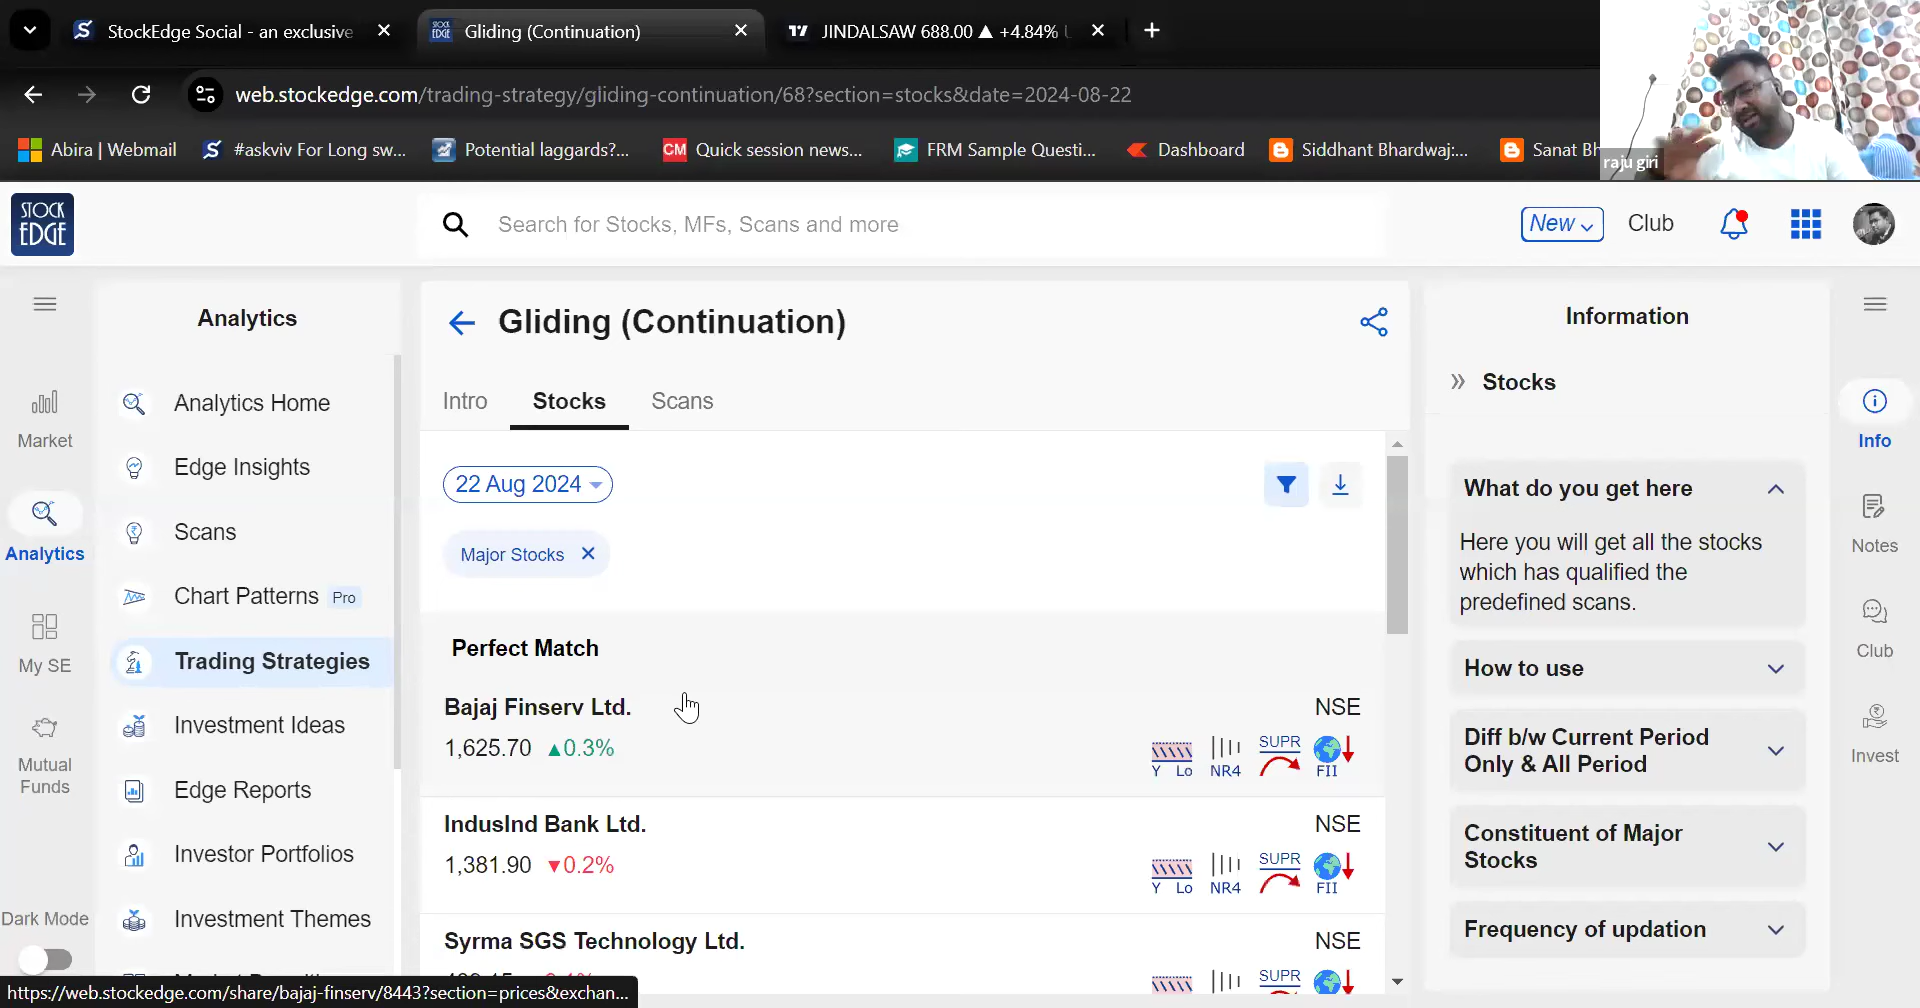 StockEdge Social - an exclusive
Gliding (Continuation)
JINDALSAW 688.00 ▲ +4.84%
web.stockedge.com/trading-strategy/gliding-continuation/68?section=stocks&date=2024-08-22
Abira | Webmail
#askviv For Long sw...
Potential laggards?...
CM Quick session news...
FRM Sample Questi...
Dashboard
Siddhant Bhardwaj:...
Sanat Bh
raju giri
STOCK
EDGE
Search for Stocks, MFs, Scans and more
New
Club
Market
Analytics
My SE
Mutual
Funds
Dark Mode
Analytics
Analytics Home
Edge Insights
Scans
Chart Patterns Pro
Trading Strategies
Investment Ideas
Edge Reports
Investor Portfolios
Investment Themes
Gliding (Continuation)
Intro
Stocks
Scans
22 Aug 2024
Major Stocks ✕
Perfect Match
Bajaj Finserv Ltd. NSE
1,625.70 ▲0.3%
Y Lo NR4 SUPR FII
IndusInd Bank Ltd. NSE
1,381.90 ▼0.2%
Y Lo NR4 SUPR FII
Syrma SGS Technology Ltd. NSE
SUPR
Information
Stocks
What do you get here
Here you will get all the stocks
which has qualified the
predefined scans.
How to use
Diff b/w Current Period
Only & All Period
Constituent of Major
Stocks
Frequency of updation
Info
Notes
Club
Invest
https://web.stockedge.com/share/bajaj-finserv/8443?section=prices&exchan...